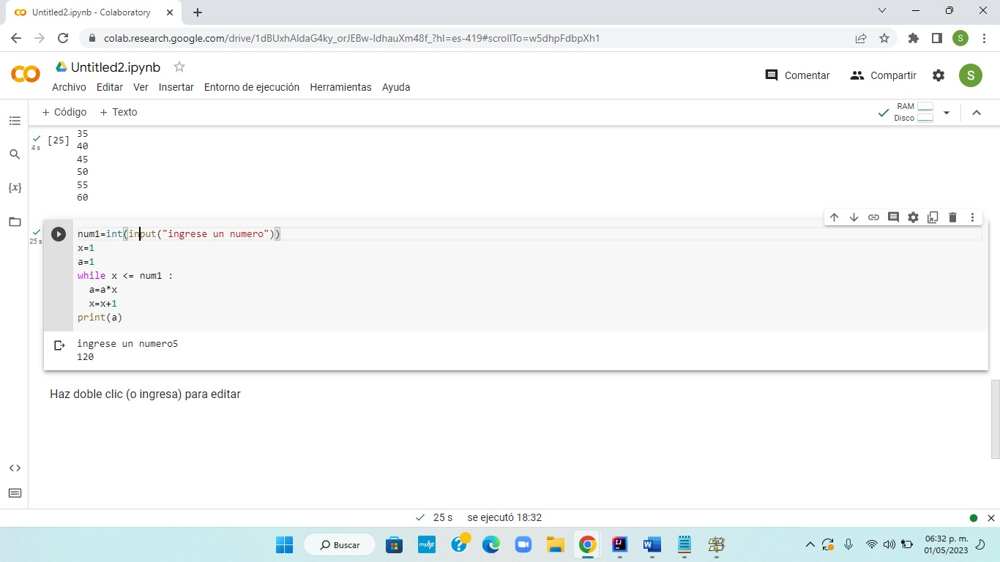 Untitled2.ipynb - Colaboratory
colab.research.google.com/drive/1dBUxhAldaG4ky_orJEBw-IdhauXm48f_?hl=es-419#scrollTo=w5dhpFdbpXh1
S
Untitled2.ipynb
Comentar
Compartir
S
Archivo Editar Ver Insertar Entorno de ejecución Herramientas Ayuda
+ Código + Texto
RAM
Disco
[25]
4 s
35
40
45
50
55
60
{x}
25 s
num1=int(input("ingrese un numero"))
x=1
a=1
while x <= num1 :
  a=a*x
  x=x+1
print(a)
ingrese un numero5
120
Haz doble clic (o ingresa) para editar
25 s se ejecutó 18:32
Buscar
myhp
IJ
W
06:32 p. m.
01/05/2023